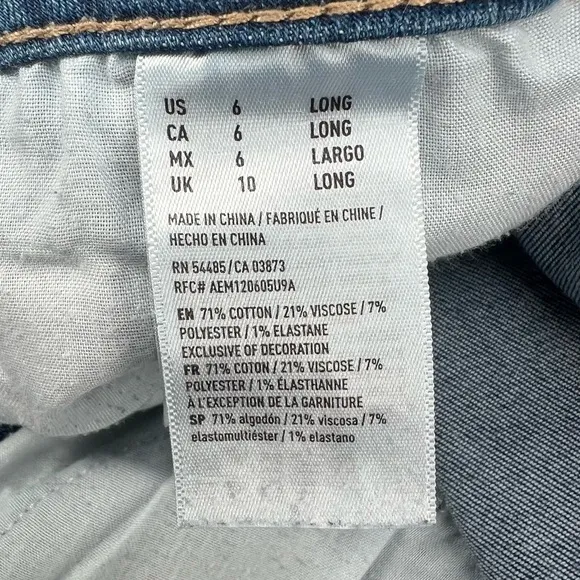 US 6 LONG
CA 6 LONG
MX 6 LARGO
UK 10 LONG
MADE IN CHINA / FABRIQUÉ EN CHINE /
HECHO EN CHINA
RN 54485 / CA 03873
RFC# AEM120605U9A
EN 71% COTTON / 21% VISCOSE / 7%
POLYESTER / 1% ELASTANE
EXCLUSIVE OF DECORATION
FR 71% COTON / 21% VISCOSE / 7%
POLYESTER / 1% ÉLASTHANNE
À L'EXCEPTION DE LA GARNITURE
SP 71% algodón / 21% viscosa / 7%
elastomultiéster / 1% elastano